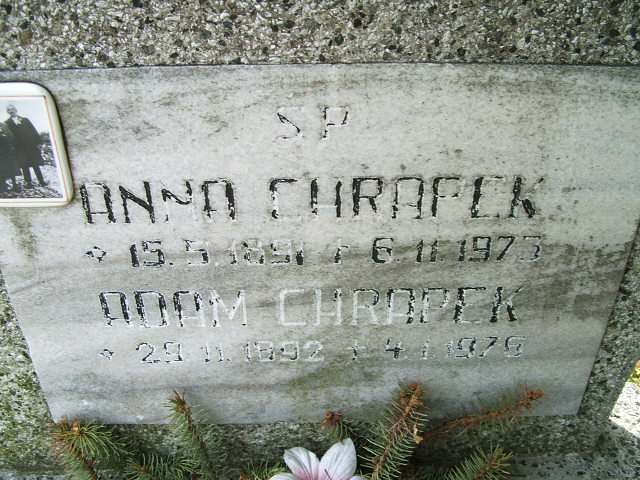 SP
ANNA CHRAPEK
* 15.5.1891 † 6.11.1973
ADAM CHRAPEK
* 29.11.1892 † 4.1.1976